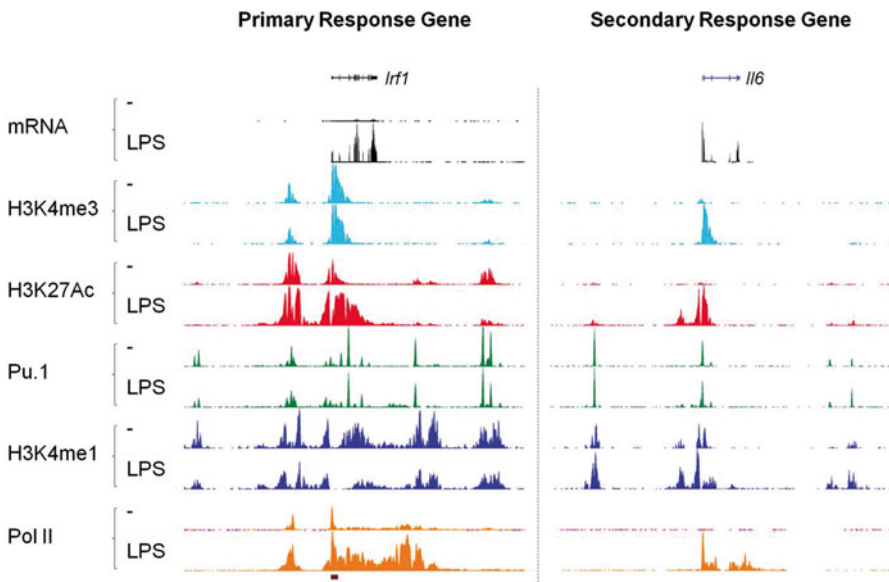 Primary Response Gene
Secondary Response Gene
Irf1
Il6
mRNA
-
LPS
H3K4me3
-
LPS
H3K27Ac
-
LPS
Pu.1
-
LPS
H3K4me1
-
LPS
Pol II
-
LPS